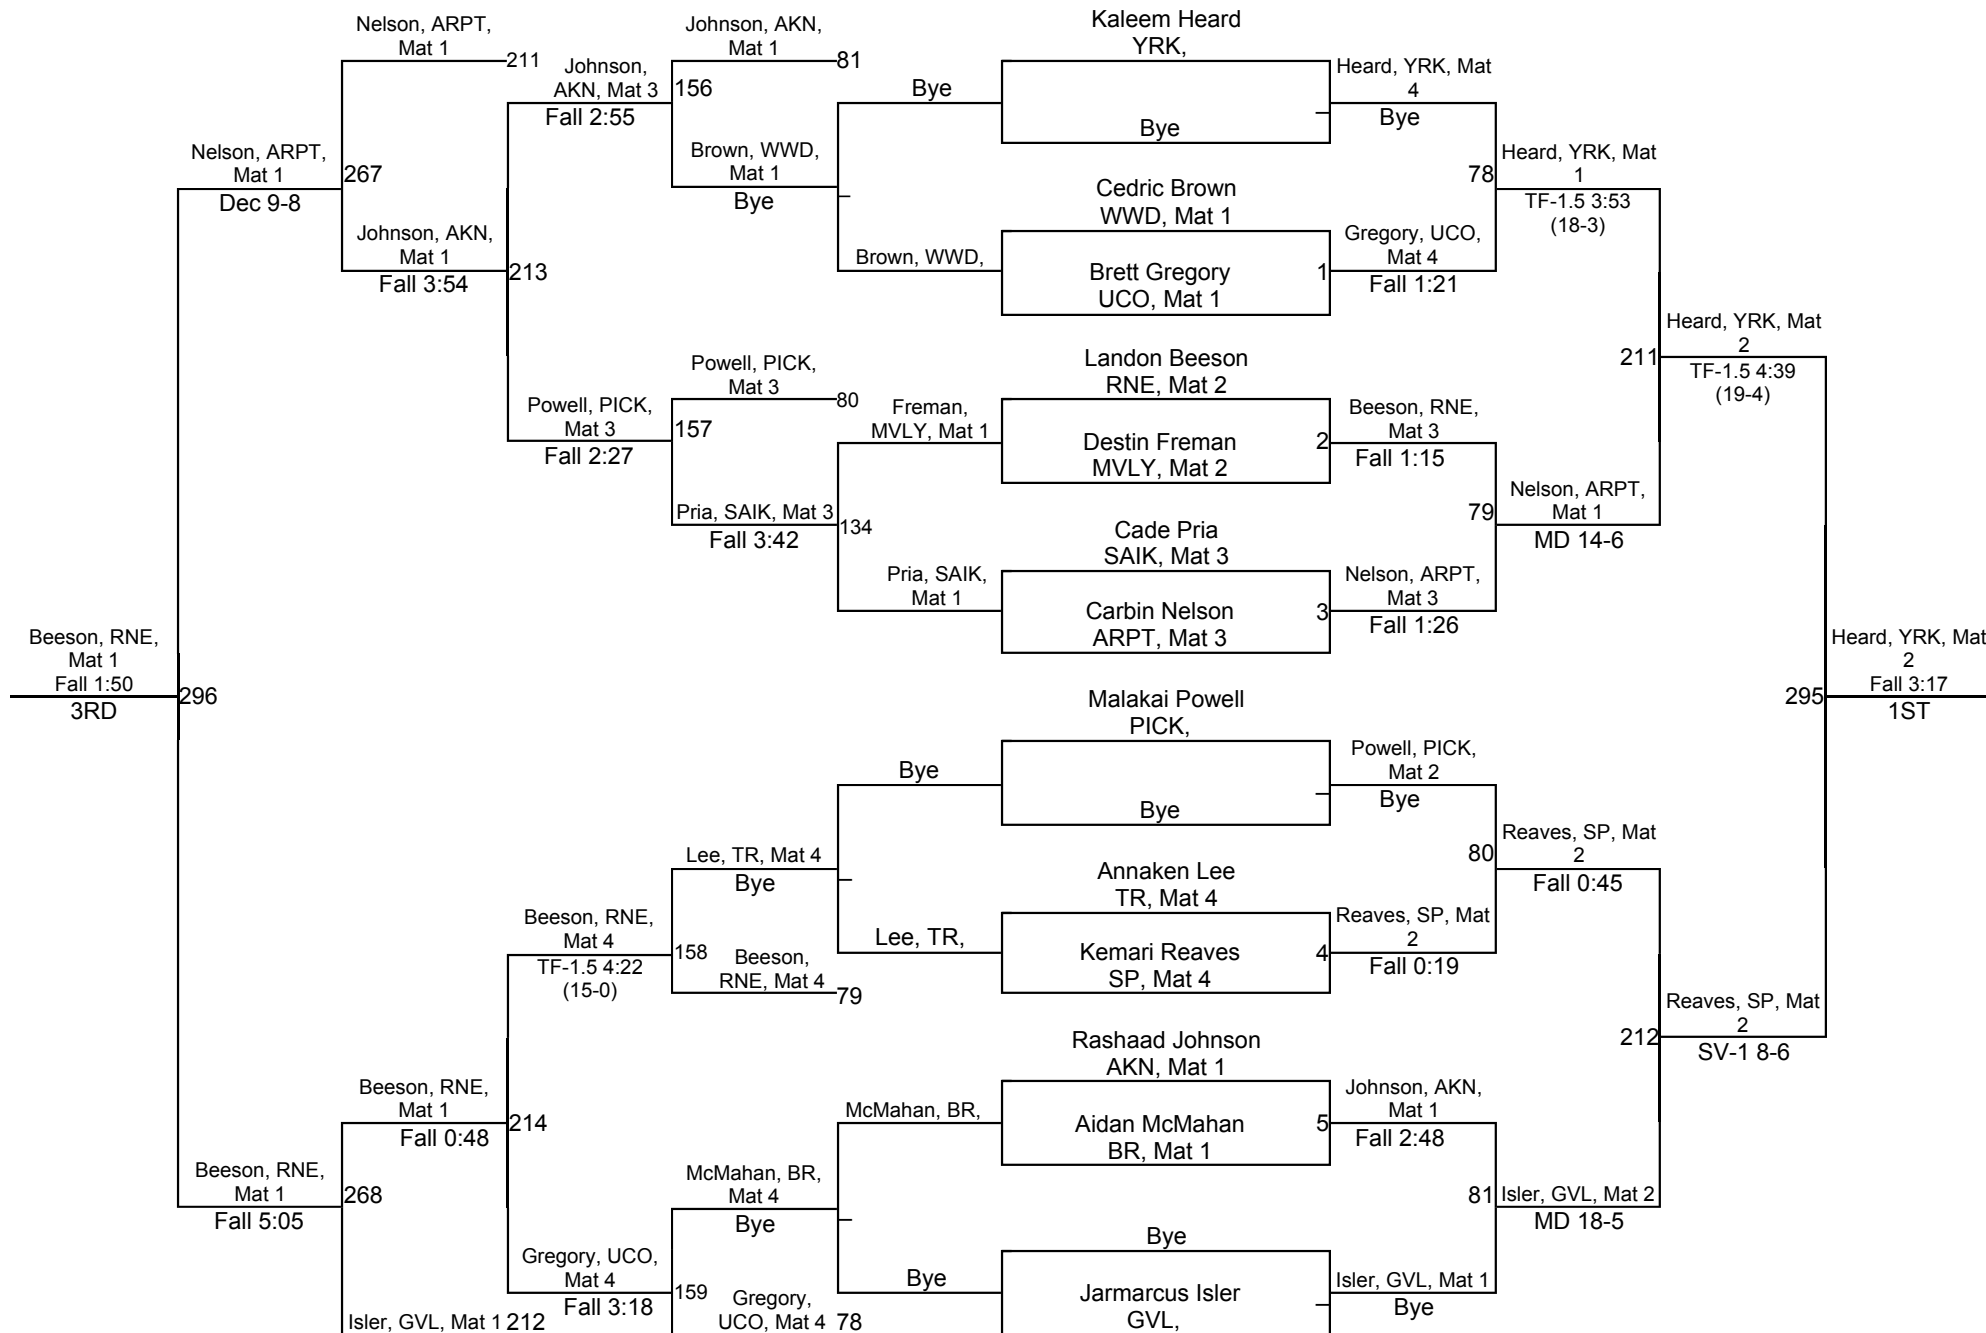 Nelson, ARPT,
Mat 1
211
Johnson,
AKN, Mat 3
Fall 2:55
Johnson, AKN,
Mat 1
81
156
Brown, WWD,
Mat 1
Bye
Nelson, ARPT,
Mat 1
Dec 9-8
267
Johnson, AKN,
Mat 1
Fall 3:54
213
Powell, PICK,
Mat 3
80
Powell, PICK,
Mat 3
Fall 2:27
157
Pria, SAIK, Mat 3
Fall 3:42
134
Bye
Brown, WWD,
Freman,
MVLY, Mat 1
Pria, SAIK,
Mat 1
Kaleem Heard
YRK,
Bye
Cedric Brown
WWD, Mat 1
Brett Gregory
UCO, Mat 1
1
Landon Beeson
RNE, Mat 2
Destin Freman
MVLY, Mat 2
2
Cade Pria
SAIK, Mat 3
Carbin Nelson
ARPT, Mat 3
3
Heard, YRK, Mat
4
Bye
78
Gregory, UCO,
Mat 4
Fall 1:21
Heard, YRK, Mat
1
TF-1.5 3:53
(18-3)
Beeson, RNE,
Mat 3
Fall 1:15
79
Nelson, ARPT,
Mat 3
Fall 1:26
Nelson, ARPT,
Mat 1
MD 14-6
211
Heard, YRK, Mat
2
TF-1.5 4:39
(19-4)
Beeson, RNE,
Mat 1
Fall 1:50
3RD
296
295
Heard, YRK, Mat
2
Fall 3:17
1ST
Malakai Powell
PICK,
Bye
Annaken Lee
TR, Mat 4
Kemari Reaves
SP, Mat 4
4
Rashaad Johnson
AKN, Mat 1
Aidan McMahan
BR, Mat 1
5
Bye
Jarmarcus Isler
GVL,
Powell, PICK,
Mat 2
Bye
80
Reaves, SP, Mat
2
Fall 0:19
Reaves, SP, Mat
2
Fall 0:45
Johnson, AKN,
Mat 1
Fall 2:48
81
Isler, GVL, Mat 1
Bye
Isler, GVL, Mat 2
MD 18-5
212
Reaves, SP, Mat
2
SV-1 8-6
Bye
Lee, TR, Mat 4
Bye
Lee, TR,
Beeson, RNE,
Mat 4
TF-1.5 4:22
(15-0)
158
Beeson,
RNE, Mat 4
79
Beeson, RNE,
Mat 1
Fall 0:48
214
McMahan, BR,
McMahan, BR,
Mat 4
Bye
Bye
Beeson, RNE,
Mat 1
Fall 5:05
268
Gregory, UCO,
Mat 4
Fall 3:18
159
Gregory,
UCO, Mat 4
78
Isler, GVL, Mat 1
212